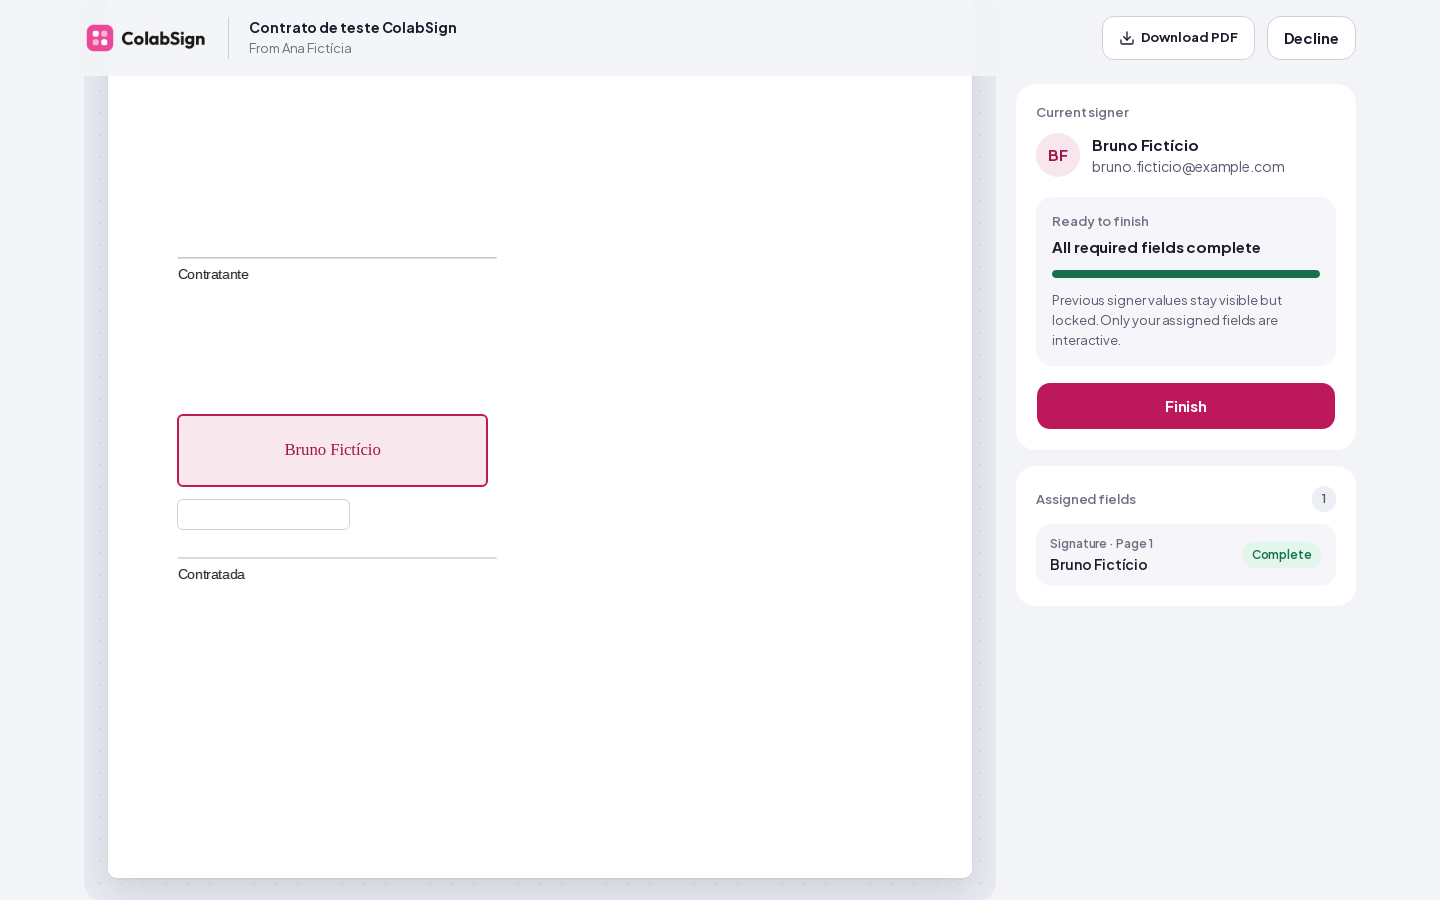 ColabSign
Contrato de teste ColabSign
From Ana Fictícia
Download PDF
Decline
Contratante
Bruno Fictício
Contratada
Current signer
BF
Bruno Fictício
bruno.ficticio@example.com
Ready to finish
All required fields complete
Previous signer values stay visible but
locked. Only your assigned fields are
interactive.
Finish
Assigned fields
1
Signature · Page 1
Bruno Fictício
Complete